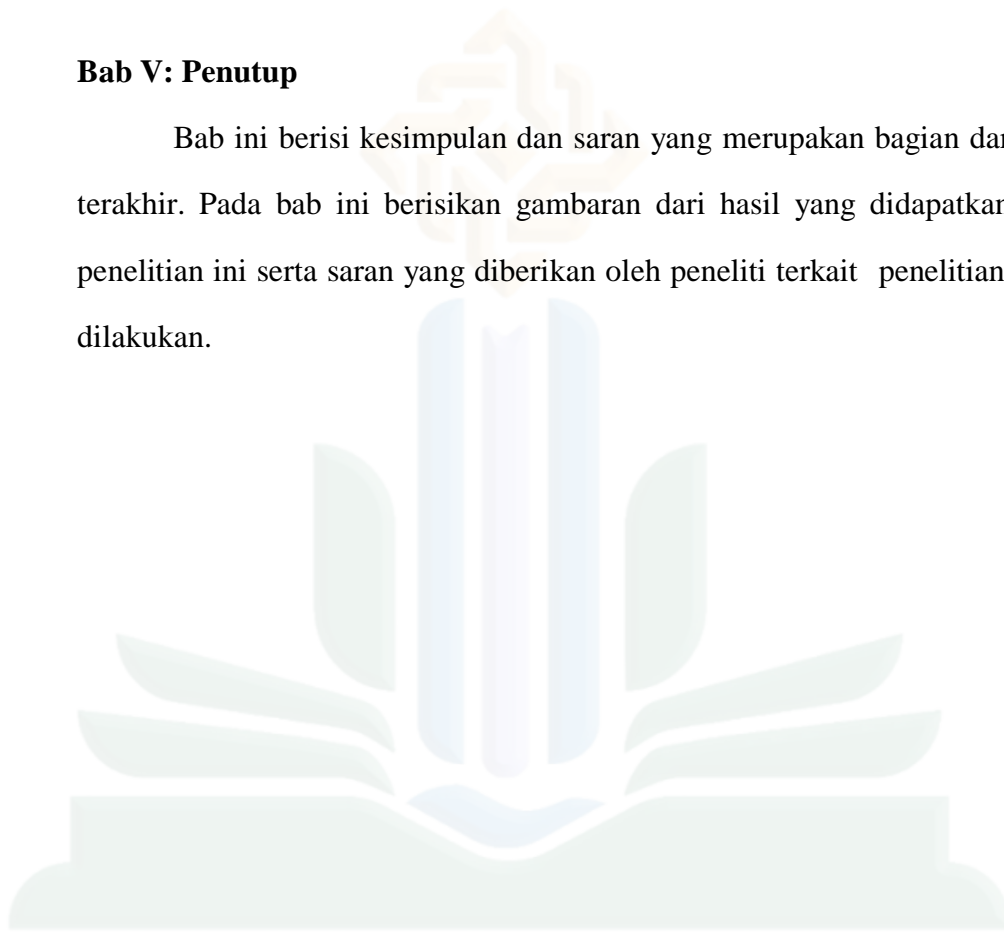 Bab V: Penutup
Bab ini berisi kesimpulan dan saran yang merupakan bagian
terakhir. Pada bab ini berisikan gambaran dari hasil yang didapatkan
penelitian ini serta saran yang diberikan oleh peneliti terkait penelitian
dilakukan.